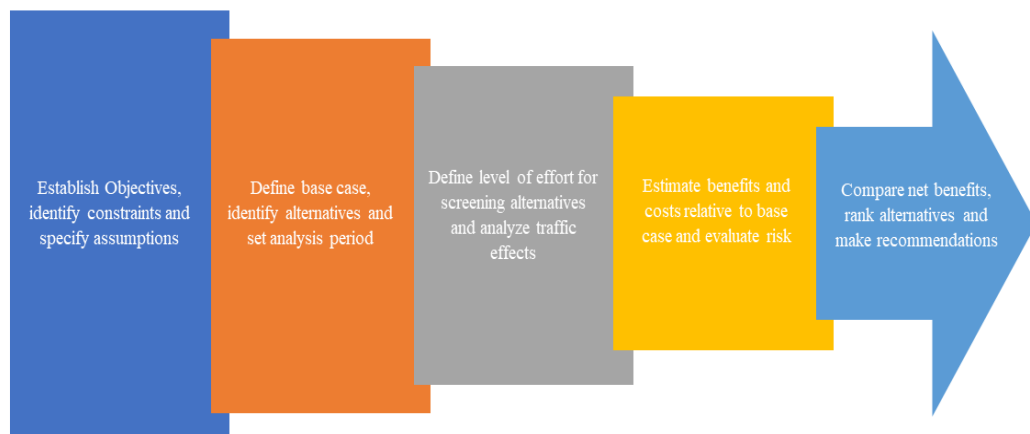 Establish Objectives,
identify constraints and
specify assumptions
Define base case,
identify alternatives and
set analysis period
Define level of effort for
screening alternatives
and analyze traffic
effects
Estimate benefits and
costs relative to base
case and evaluate risk
Compare net benefits,
rank alternatives and
make recommendations